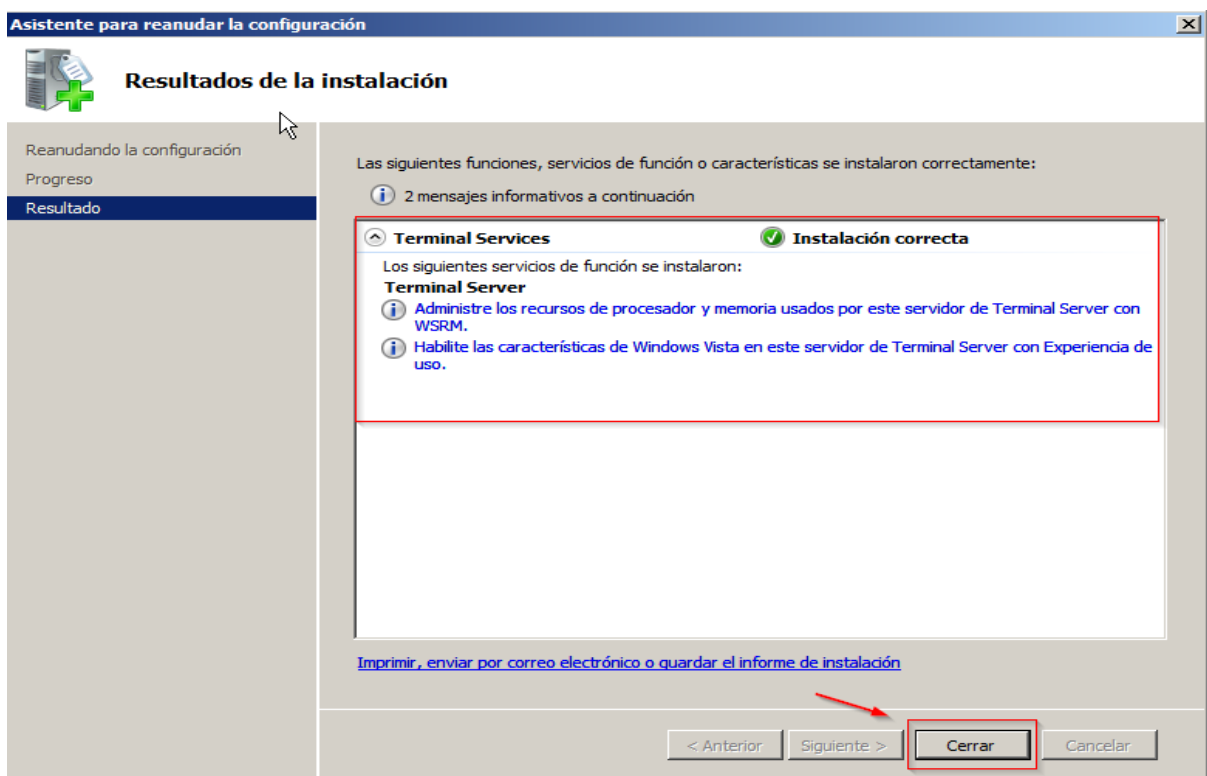 Asistente para reanudar la configuración
Resultados de la instalación
Reanudando la configuración
Progreso
Resultado
Las siguientes funciones, servicios de función o características se instalaron correctamente:
2 mensajes informativos a continuación
Terminal Services
Instalación correcta
Los siguientes servicios de función se instalaron:
Terminal Server
Administre los recursos de procesador y memoria usados por este servidor de Terminal Server con
WSRM.
Habilite las características de Windows Vista en este servidor de Terminal Server con Experiencia de
uso.
Imprimir, enviar por correo electrónico o guardar el informe de instalación
< Anterior
Siguiente >
Cerrar
Cancelar